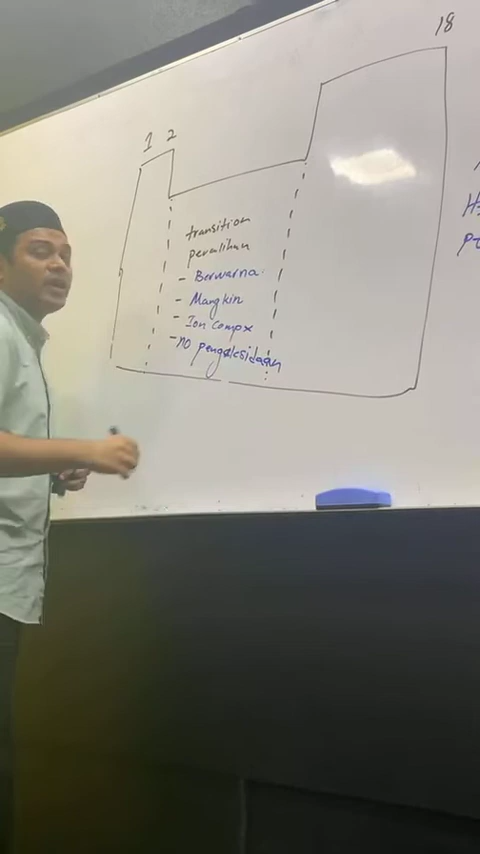 18
1 2
transition
peralihan
- Berwarna
- Mangkin
- Ion compx
- no pengoksidaan
H